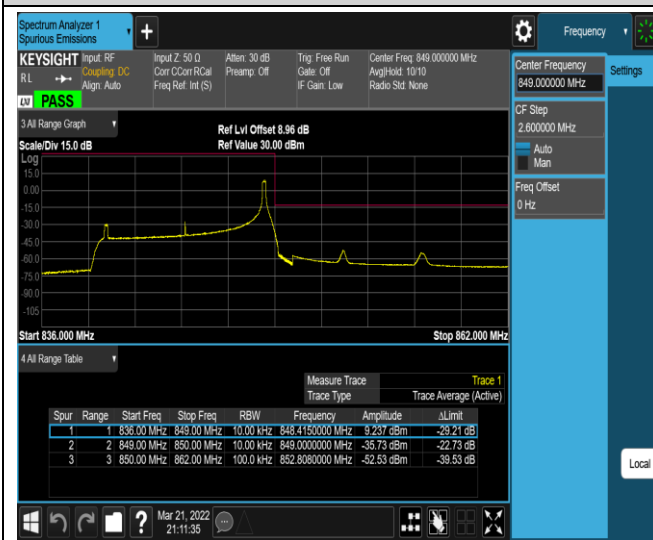 Spectrum Analyzer 1
Spurious Emissions
Frequency
KEYSIGHT Input: RF
Coupling: DC
Align: Auto
Input Z: 50 Ω
Corr CCorr RCal
Freq Ref: Int (S)
Atten: 30 dB
Preamp: Off
Trig: Free Run
Gate: Off
IF Gain: Low
Center Freq: 849.000000 MHz
Avg|Hold: 10/10
Radio Std: None
R L
LXI PASS
3 All Range Graph
Ref Lvl Offset 8.96 dB
Scale/Div 15.0 dB
Ref Value 30.00 dBm
Log
15.0
0.00
-15.0
-30.0
-45.0
-60.0
-75.0
-90.0
-105
Start 836.000 MHz
Stop 862.000 MHz
4 All Range Table
Measure Trace Trace 1
Trace Type Trace Average (Active)
Spur Range Start Freq Stop Freq RBW Frequency Amplitude ΔLimit
1 1 836.00 MHz 849.00 MHz 10.00 kHz 848.4150000 MHz 9.237 dBm -29.21 dB
2 2 849.00 MHz 850.00 MHz 10.00 kHz 849.0000000 MHz -35.73 dBm -22.73 dB
3 3 850.00 MHz 862.00 MHz 100.0 kHz 852.8080000 MHz -52.53 dBm -39.53 dB
Center Frequency
849.000000 MHz
Settings
CF Step
2.600000 MHz
Auto
Man
Freq Offset
0 Hz
Local
Mar 21, 2022
21:11:35